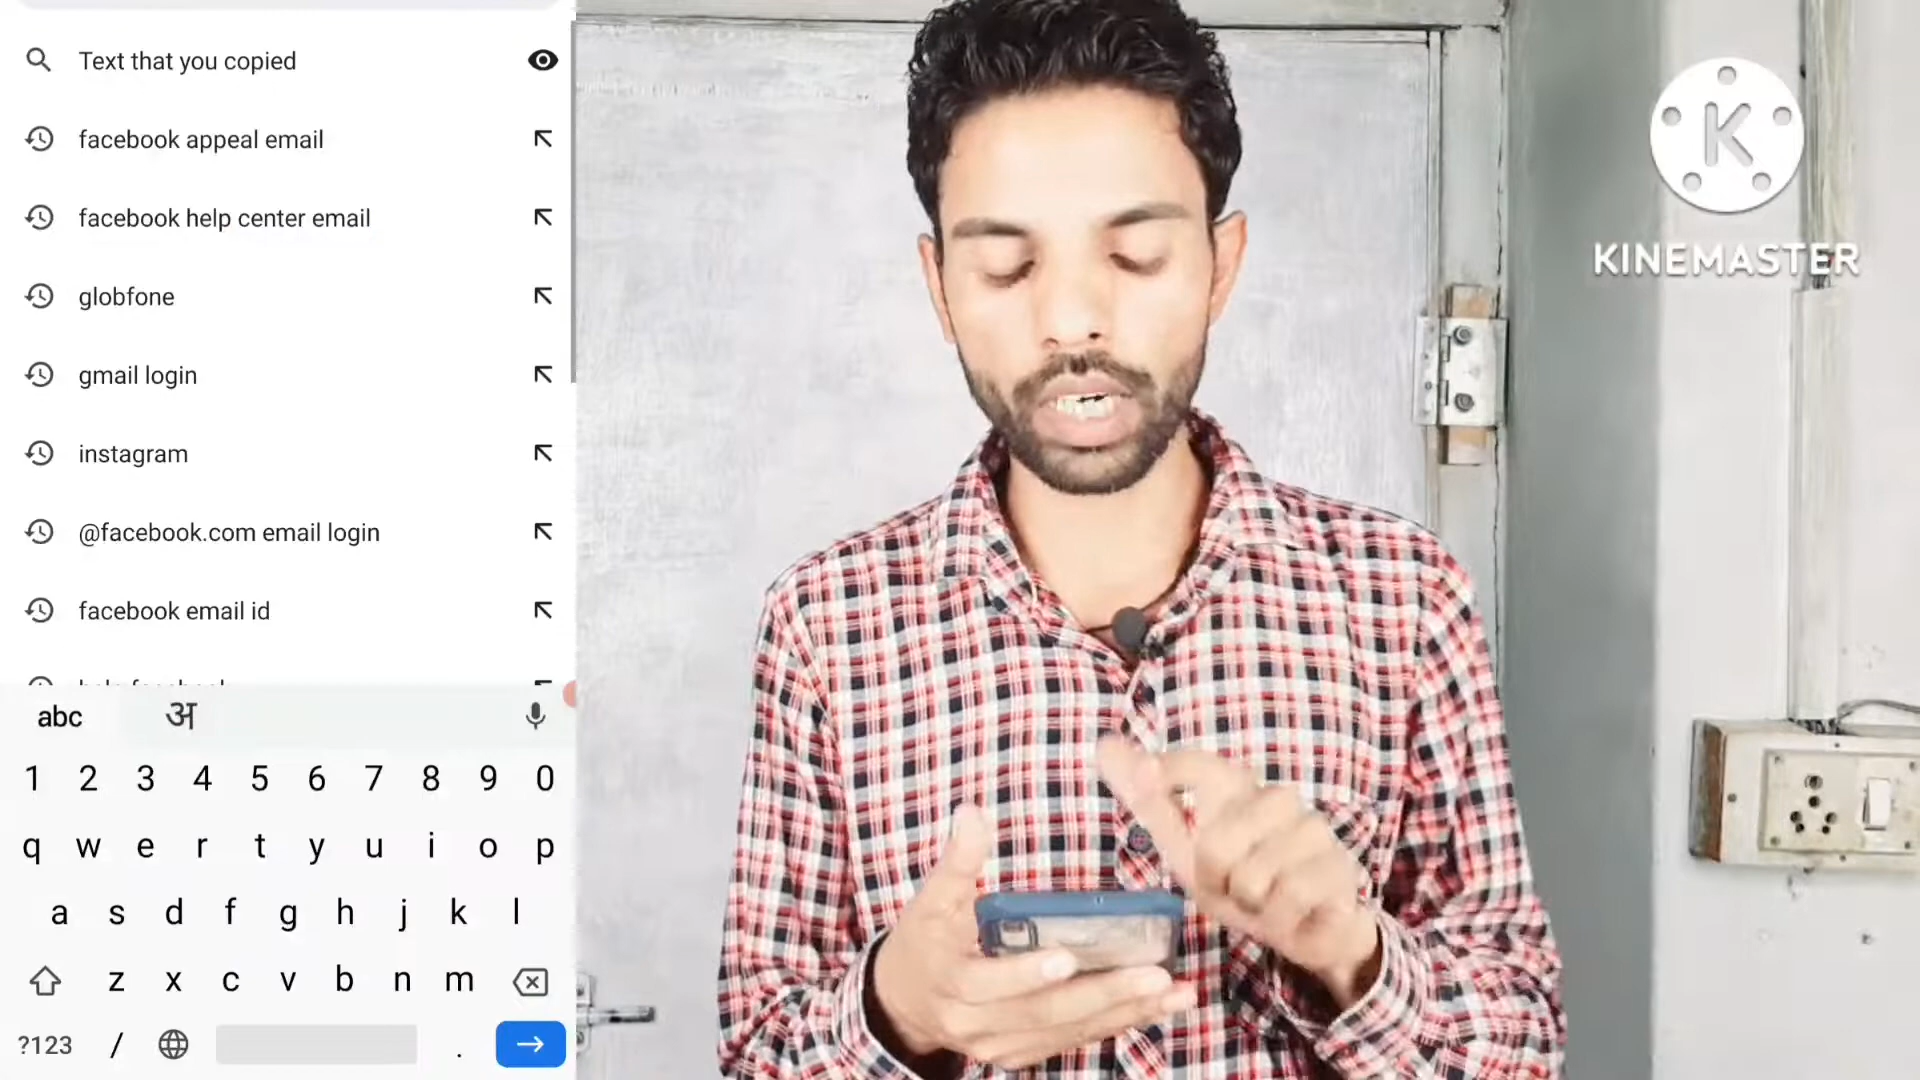 Text that you copied
facebook appeal email
facebook help center email
globfone
gmail login
instagram
@facebook.com email login
facebook email id
abc अ
1 2 3 4 5 6 7 8 9 0
q w e r t y u i o p
a s d f g h j k l
z x c v b n m
?123 / .
K
KINEMASTER